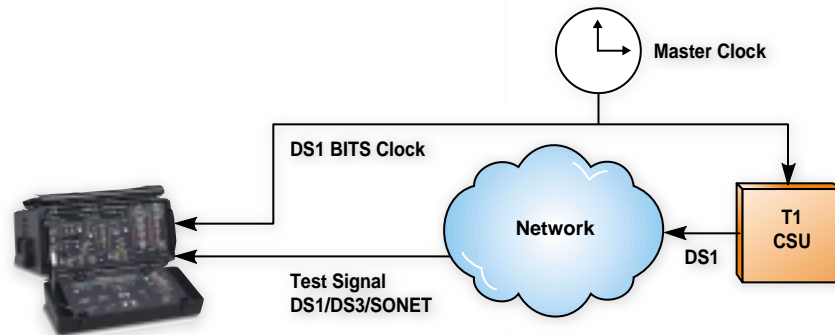 Master Clock
DS1 BITS Clock
Network
T1
CSU
DS1
Test Signal
DS1/DS3/SONET